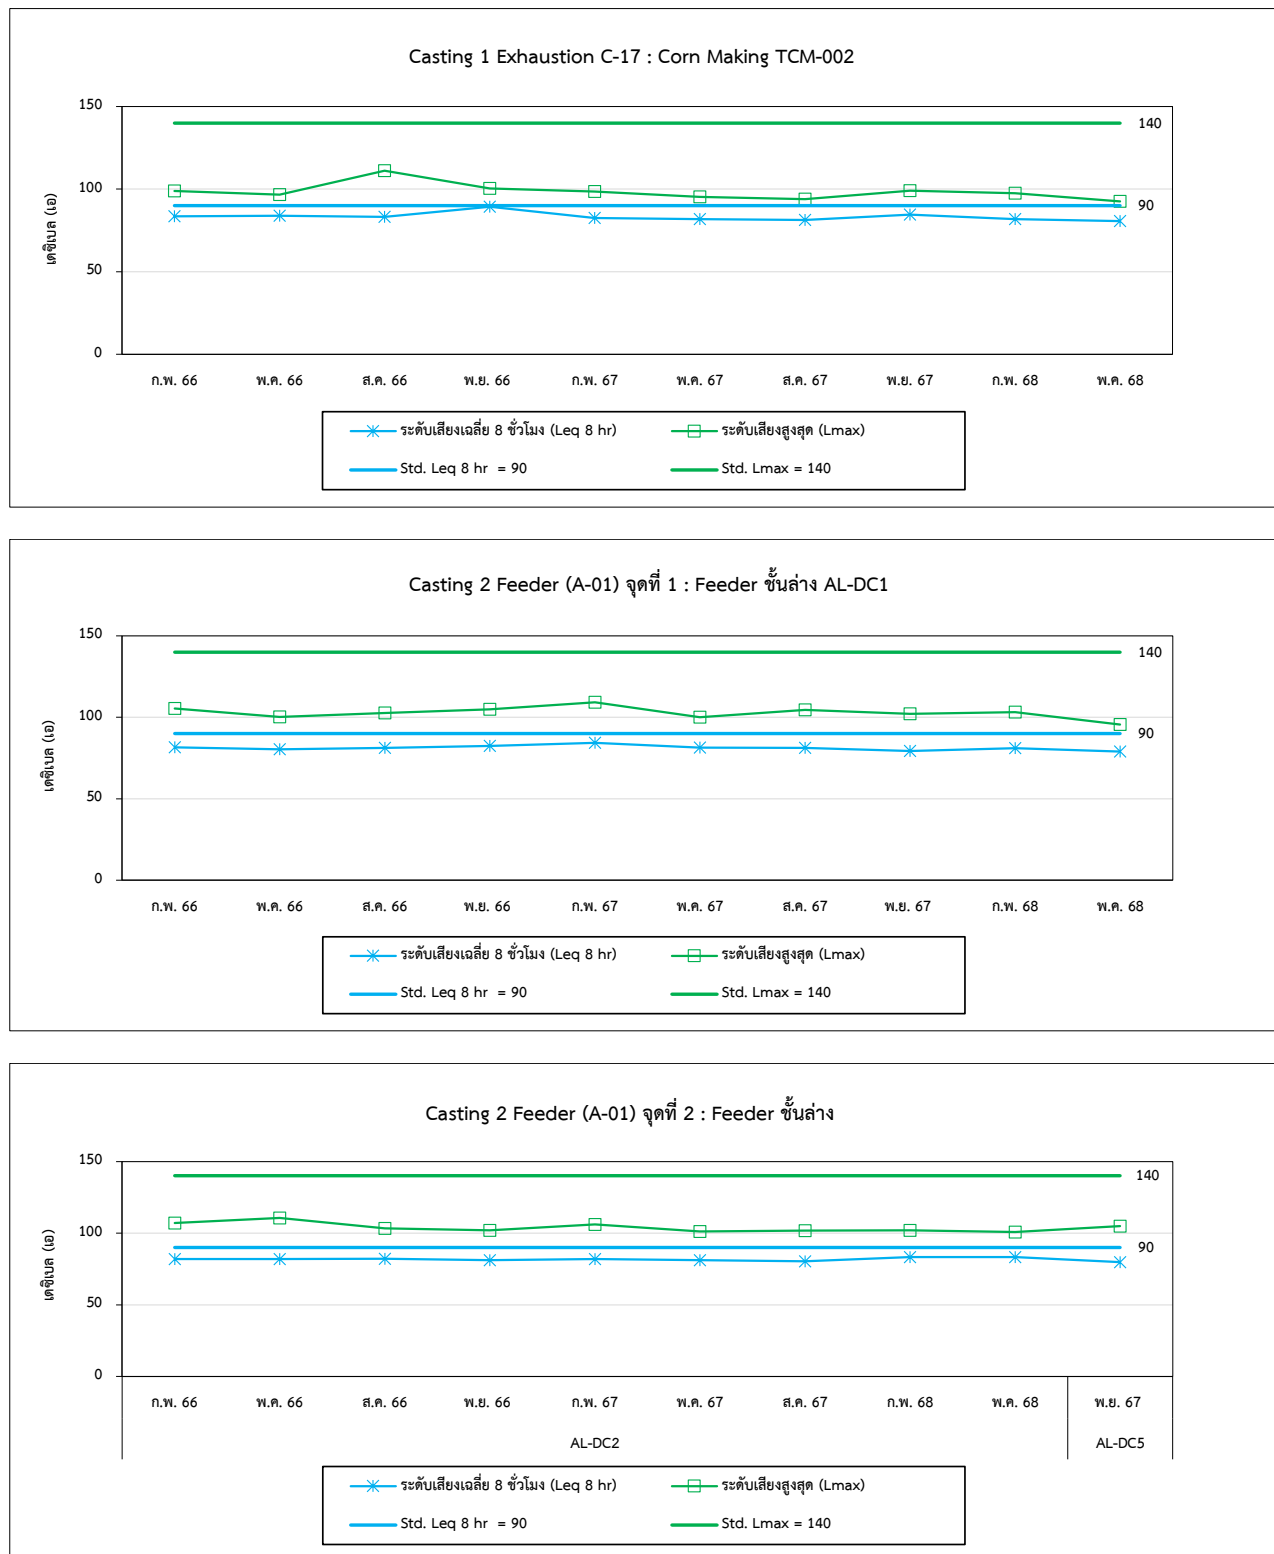 Casting 1 Exhaustion C-17 : Corn Making TCM-002
150
140
100
90
50
0
เดซิเบล (เอ)
ก.พ. 66 พ.ค. 66 ส.ค. 66 พ.ย. 66 ก.พ. 67 พ.ค. 67 ส.ค. 67 พ.ย. 67 ก.พ. 68 พ.ค. 68
ระดับเสียงเฉลี่ย 8 ชั่วโมง (Leq 8 hr) ระดับเสียงสูงสุด (Lmax)
Std. Leq 8 hr = 90 Std. Lmax = 140
Casting 2 Feeder (A-01) จุดที่ 1 : Feeder ชั้นล่าง AL-DC1
150
140
100
90
50
0
เดซิเบล (เอ)
ก.พ. 66 พ.ค. 66 ส.ค. 66 พ.ย. 66 ก.พ. 67 พ.ค. 67 ส.ค. 67 พ.ย. 67 ก.พ. 68 พ.ค. 68
ระดับเสียงเฉลี่ย 8 ชั่วโมง (Leq 8 hr) ระดับเสียงสูงสุด (Lmax)
Std. Leq 8 hr = 90 Std. Lmax = 140
Casting 2 Feeder (A-01) จุดที่ 2 : Feeder ชั้นล่าง
150
140
100
90
50
0
เดซิเบล (เอ)
ก.พ. 66 พ.ค. 66 ส.ค. 66 พ.ย. 66 ก.พ. 67 พ.ค. 67 ส.ค. 67 ก.พ. 68 พ.ค. 68 พ.ย. 67
AL-DC2 AL-DC5
ระดับเสียงเฉลี่ย 8 ชั่วโมง (Leq 8 hr) ระดับเสียงสูงสุด (Lmax)
Std. Leq 8 hr = 90 Std. Lmax = 140